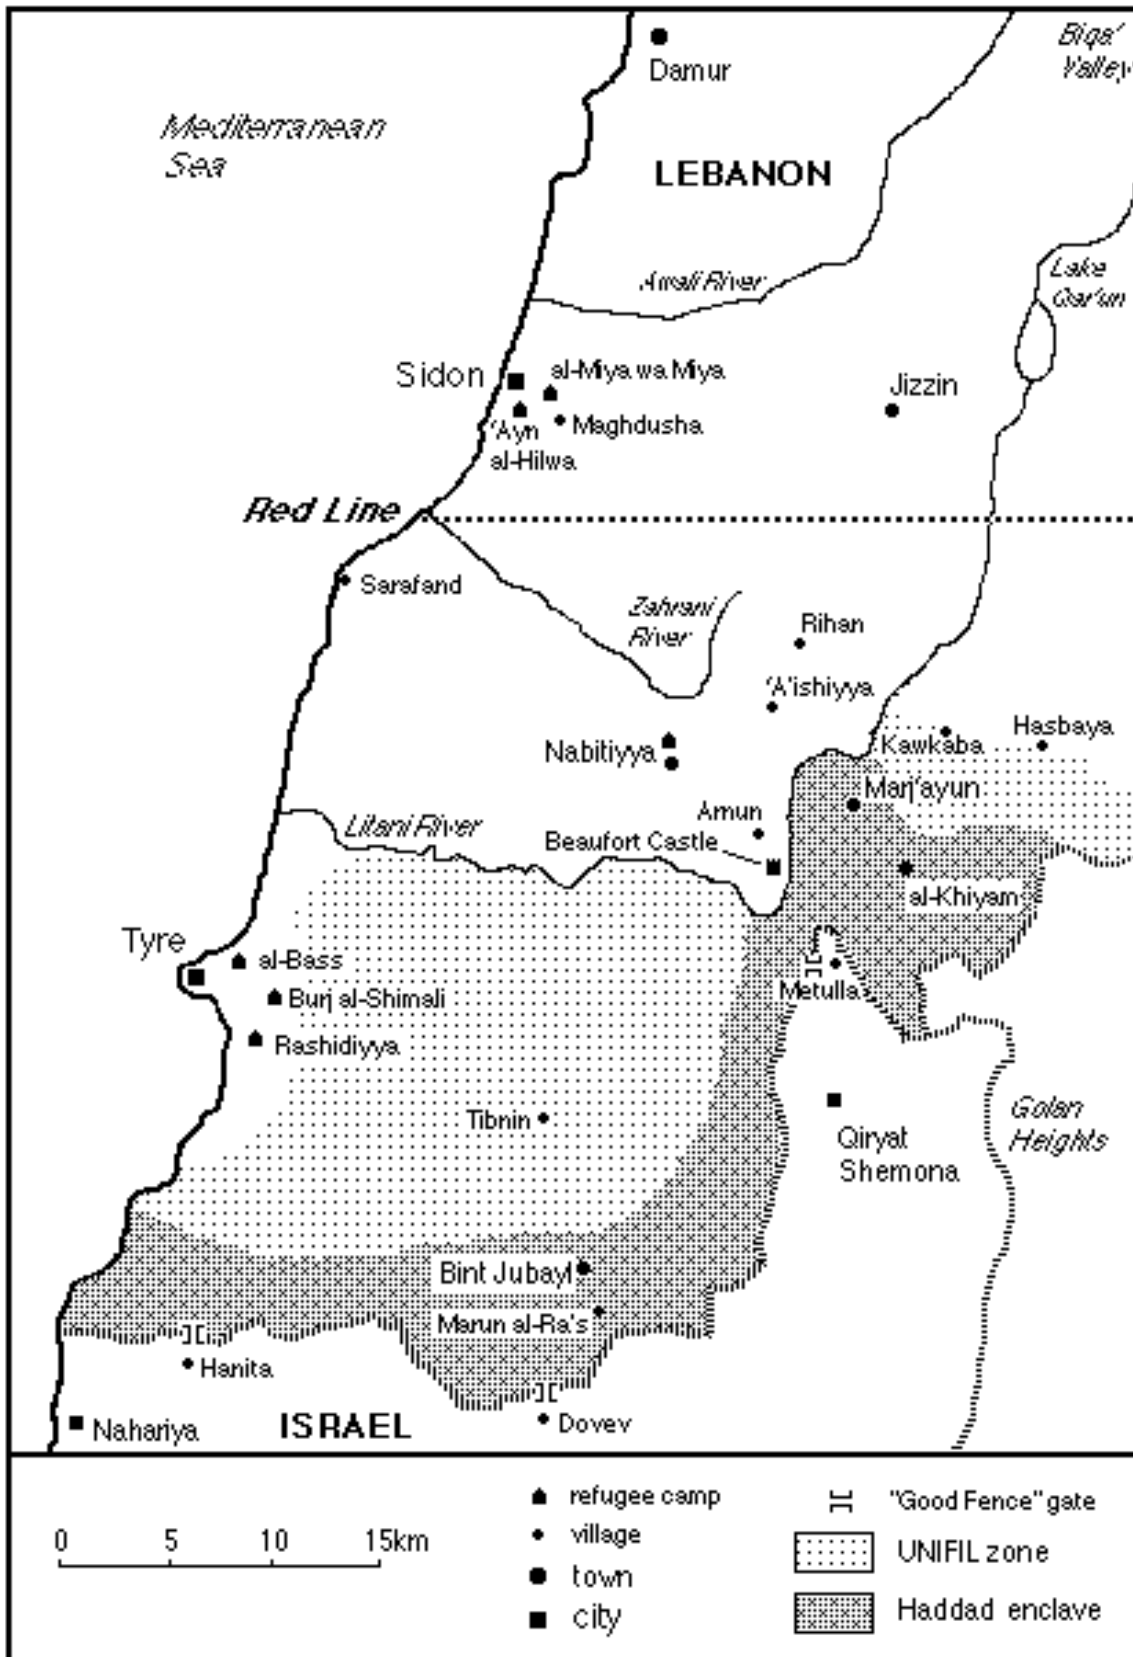 Damur
Biqa'
Valley
Mediterranean
Sea
LEBANON
Awali River
Lake
Qar'un
Sidon
al-Miya wa Miya
Jizzin
'Ayn
al-Hilwa
Maghdusha
Red Line
Sarafand
Zahrani
River
Rihan
'A'ishiyya
Nabitiyya
Kawkaba
Hasbaya
Marj'ayun
Litani River
Arnun
Beaufort Castle
al-Khiyam
Tyre
al-Bass
Metulla
Burj al-Shimali
Rashidiyya
Tibnin
Qiryat
Shemona
Golan
Heights
Bint Jubayl
Marun al-Ra's
Hanita
Nahariya
ISRAEL
Dovev
0 5 10 15km
refugee camp
village
town
city
"Good Fence" gate
UNIFIL zone
Haddad enclave